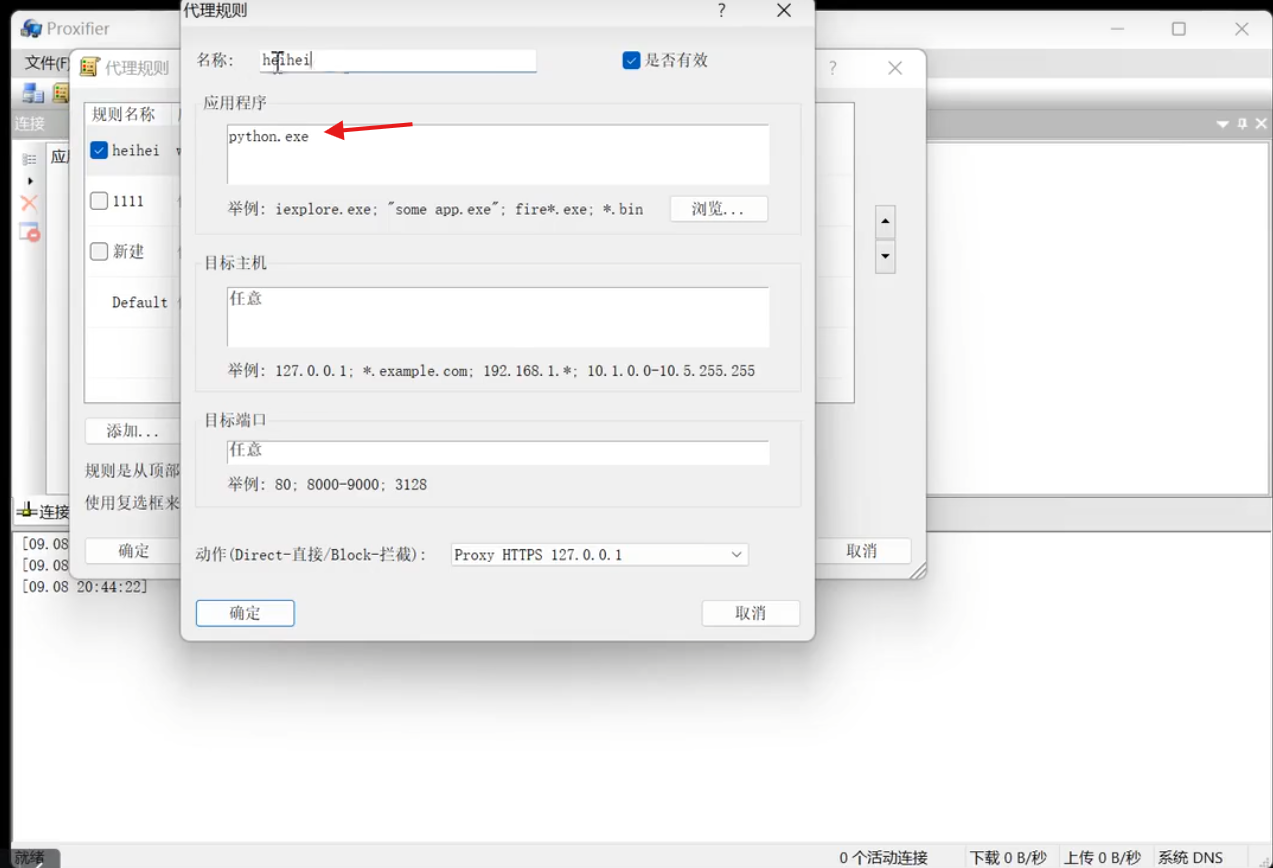 代理规则
Proxifier
名称:
heihei
是否有效
文件(F
代理规则
应用程序
规则名称
连接
python.exe
heihei
举例: iexplore.exe; "some app.exe"; fire*.exe; *.bin
浏览...
1111
新建
目标主机
任意
Default
举例: 127.0.0.1; *.example.com; 192.168.1.*; 10.1.0.0-10.5.255.255
目标端口
添加...
任意
规则是从顶部
举例: 80; 8000-9000; 3128
使用复选框来
连接
[09.08
动作(Direct-直接/Block-拦截):
Proxy HTTPS 127.0.0.1
确定
取消
[09.08
[09.08 20:44:22]
确定
取消
就绪
0 个活动连接
下载 0 B/秒
上传 0 B/秒
系统 DNS